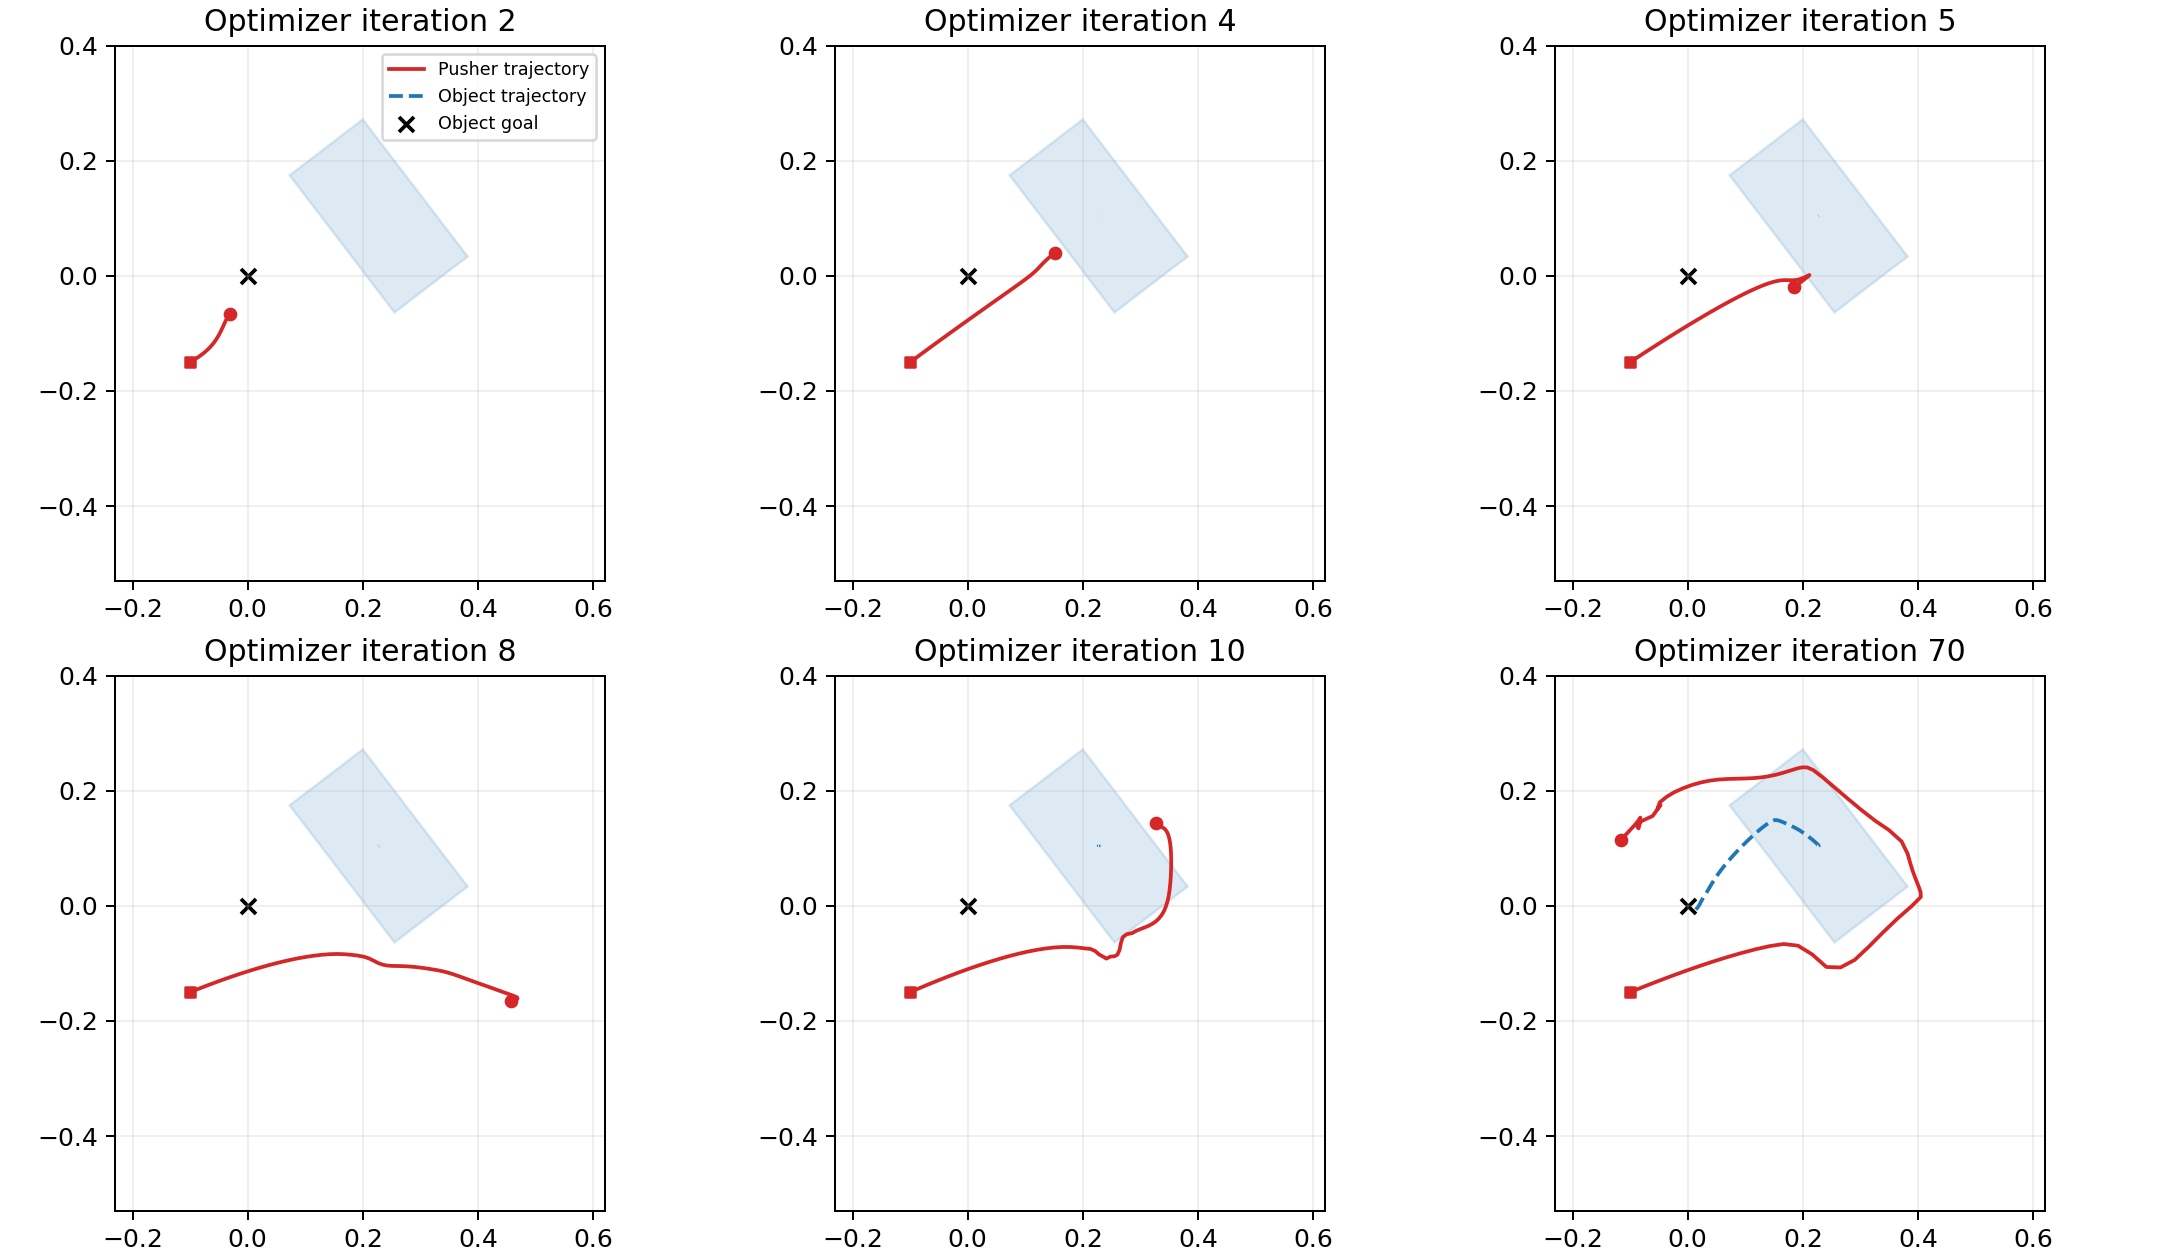 Optimizer iteration 2
Optimizer iteration 4
Optimizer iteration 5
0.4
0.2
0.0
−0.2
−0.4
−0.2 0.0 0.2 0.4 0.6
Pusher trajectory
Object trajectory
Object goal
0.4
0.2
0.0
−0.2
−0.4
−0.2 0.0 0.2 0.4 0.6
0.4
0.2
0.0
−0.2
−0.4
−0.2 0.0 0.2 0.4 0.6
Optimizer iteration 8
Optimizer iteration 10
Optimizer iteration 70
0.4
0.2
0.0
−0.2
−0.4
−0.2 0.0 0.2 0.4 0.6
0.4
0.2
0.0
−0.2
−0.4
−0.2 0.0 0.2 0.4 0.6
0.4
0.2
0.0
−0.2
−0.4
−0.2 0.0 0.2 0.4 0.6